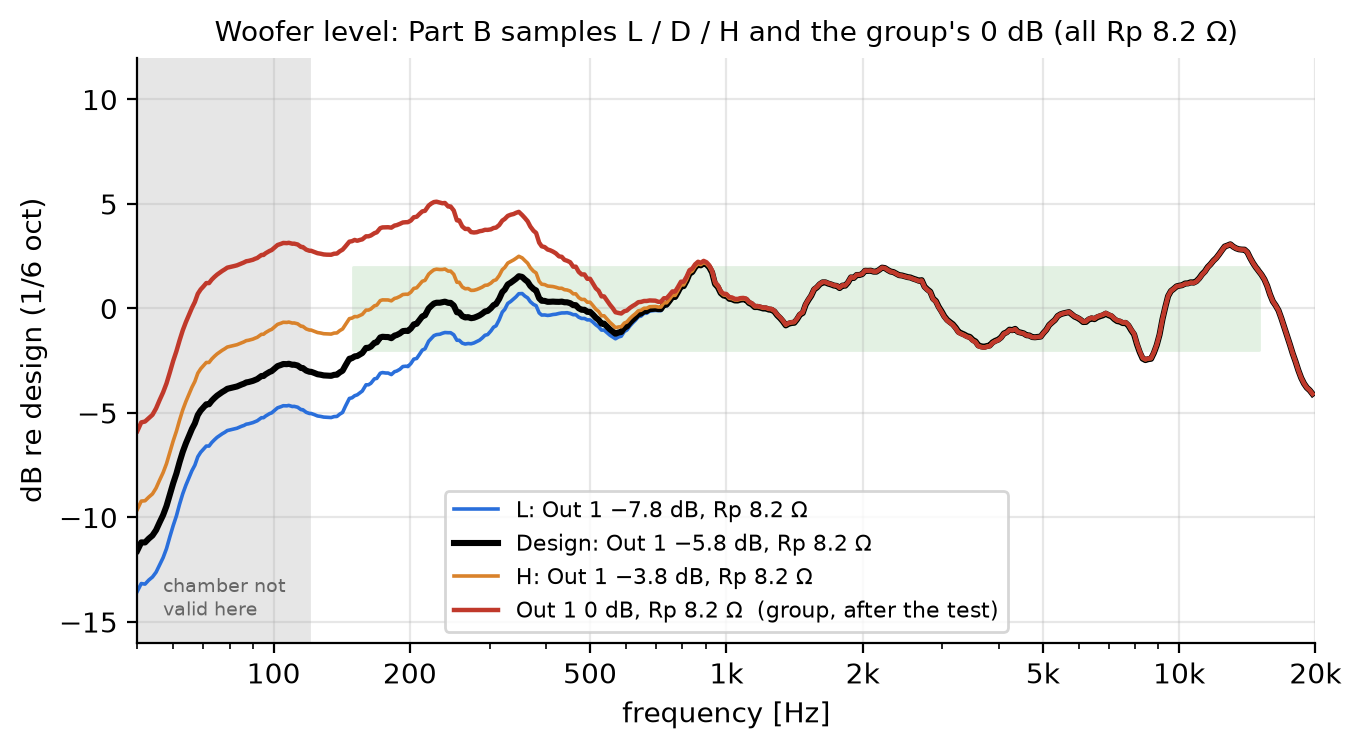 Woofer level: Part B samples L / D / H and the group's 0 dB (all Rp 8.2 Ω)
dB re design (1/6 oct)
10
5
0
−5
−10
−15
chamber not
valid here
L: Out 1 −7.8 dB, Rp 8.2 Ω
Design: Out 1 −5.8 dB, Rp 8.2 Ω
H: Out 1 −3.8 dB, Rp 8.2 Ω
Out 1 0 dB, Rp 8.2 Ω  (group, after the test)
100 200 500 1k 2k 5k 10k 20k
frequency [Hz]